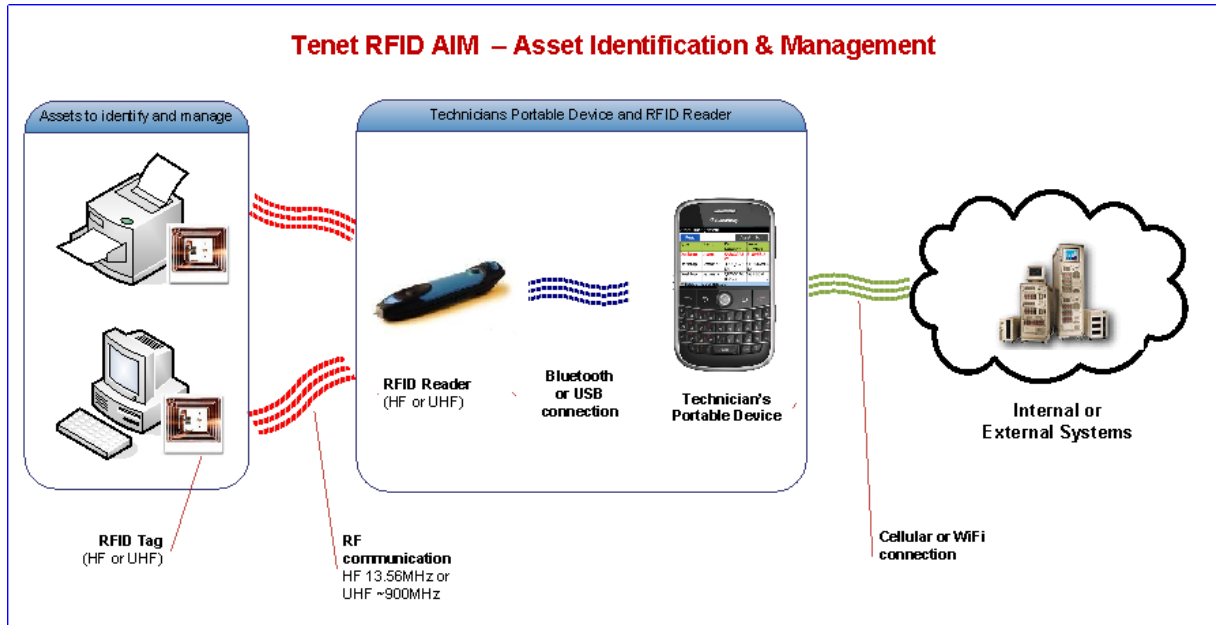 Tenet RFID AIM – Asset Identification & Management
Assets to identify and manage
Technicians Portable Device and RFID Reader
RFID Reader
(HF or UHF)
Bluetooth
or USB
connection
Technician's
Portable Device
Internal or
External Systems
RFID Tag
(HF or UHF)
RF
communication
HF 13.56MHz or
UHF ~900MHz
Cellular or WiFi
connection